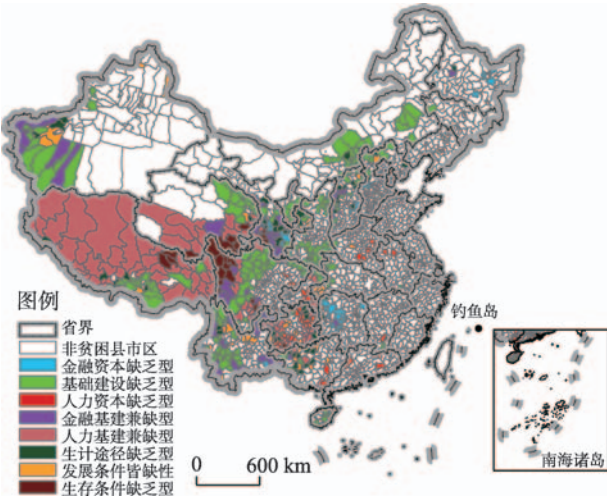 钓鱼岛
图例
省界
非贫困县市区
金融资本缺乏型
基础建设缺乏型
人力资本缺乏型
金融基建兼缺型
人力基建兼缺型
生计途径缺乏型
发展条件皆缺性
生存条件缺乏型
0 600 km
南海诸岛